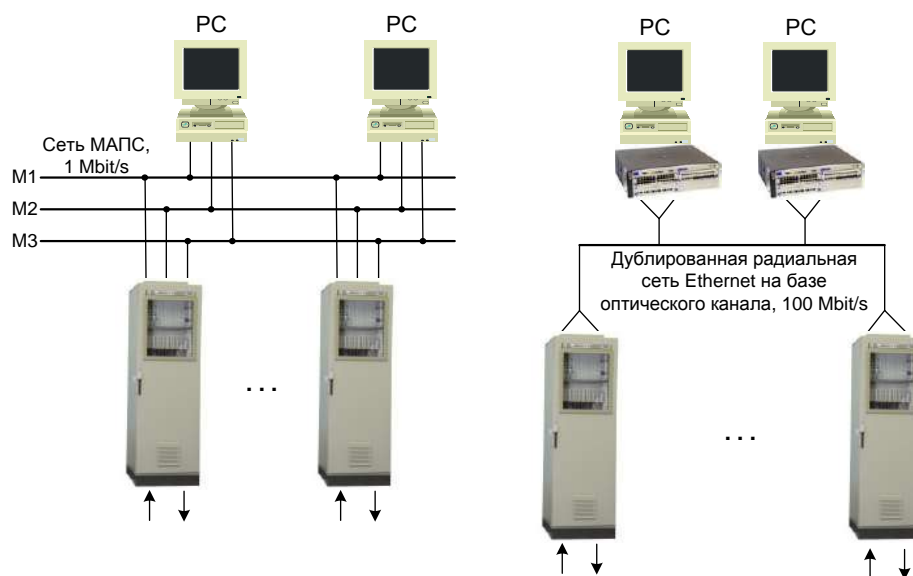 PC
PC
PC
PC
Сеть МАПС,
1 Mbit/s
M1
M2
M3
Дублированная радиальная
сеть Ethernet на базе
оптического канала, 100 Mbit/s
. . .
. . .